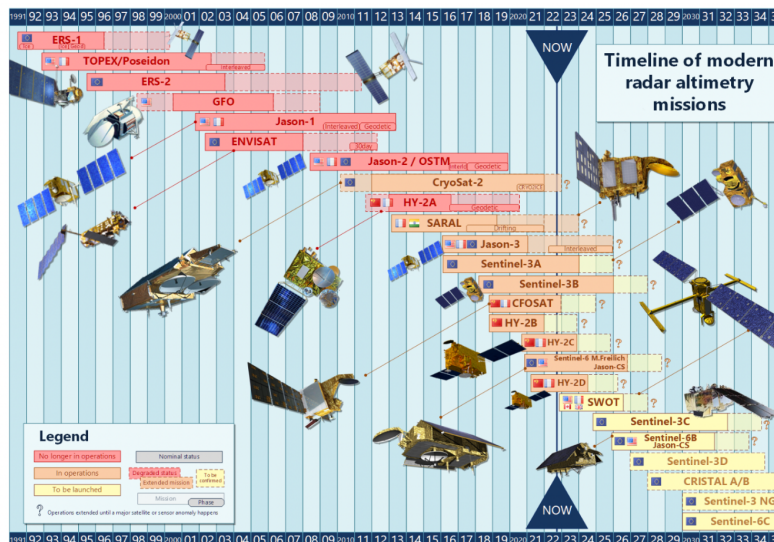 1991 92 93 94 95 96 97 98 99 2000 01 02 03 04 05 06 07 08 09 2010 11 12 13 14 15 16 17 18 19 2020 21 22 23 24 25 26 27 28 29 2030 31 32 33 34
NOW
Timeline of modern
radar altimetry
missions
ERS-1
Ice
Geod.
TOPEX/Poseidon
Interleaved
ERS-2
GFO
Jason-1
Interleaved
Geodetic
ENVISAT
30day
Jason-2 / OSTM
Geodetic
CryoSat-2
?
HY-2A
Geodetic
SARAL
Drifting
?
Jason-3
Interleaved
?
Sentinel-3A
?
Sentinel-3B
?
CFOSAT
?
HY-2B
?
HY-2C
?
Sentinel-6 M.Freilich
Jason-CS
?
HY-2D
?
SWOT
?
Sentinel-3C
Sentinel-6B
Jason-CS
?
Sentinel-3D
CRISTAL A/B
Sentinel-3 NG
Sentinel-6C
Legend
No longer in operations
Nominal status
In operations
Degraded status
Extended mission
To be
confirmed
To be launched
Mission
Phase
? Operations extended until a major satellite or sensor anomaly happens
NOW
1991 92 93 94 95 96 97 98 99 2000 01 02 03 04 05 06 07 08 09 2010 11 12 13 14 15 16 17 18 19 2020 21 22 23 24 25 26 27 28 29 2030 31 32 33 34